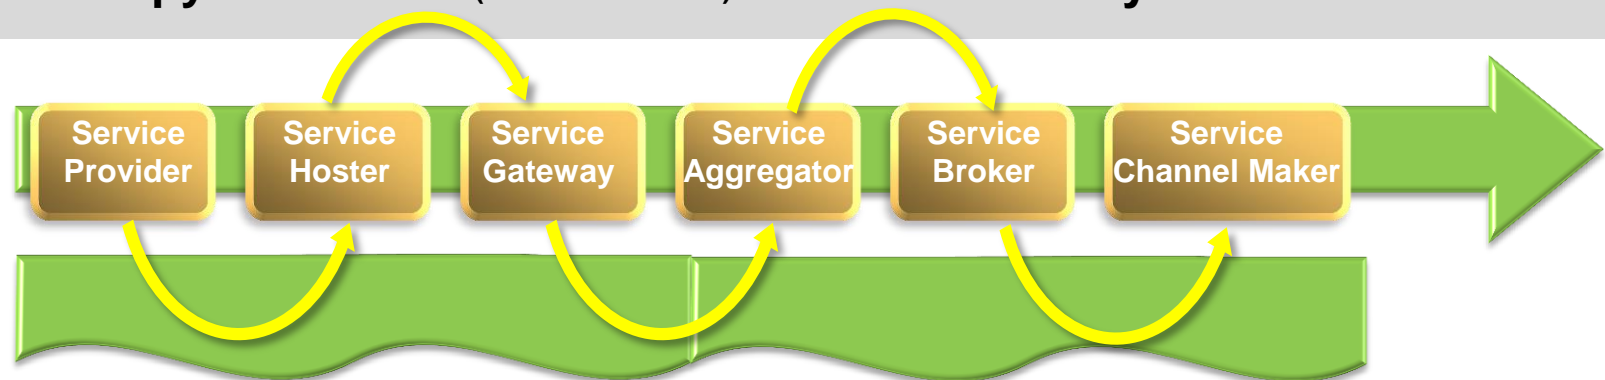 Service
Provider
Service
Hoster
Service
Gateway
Service
Aggregator
Service
Broker
Service
Channel Maker